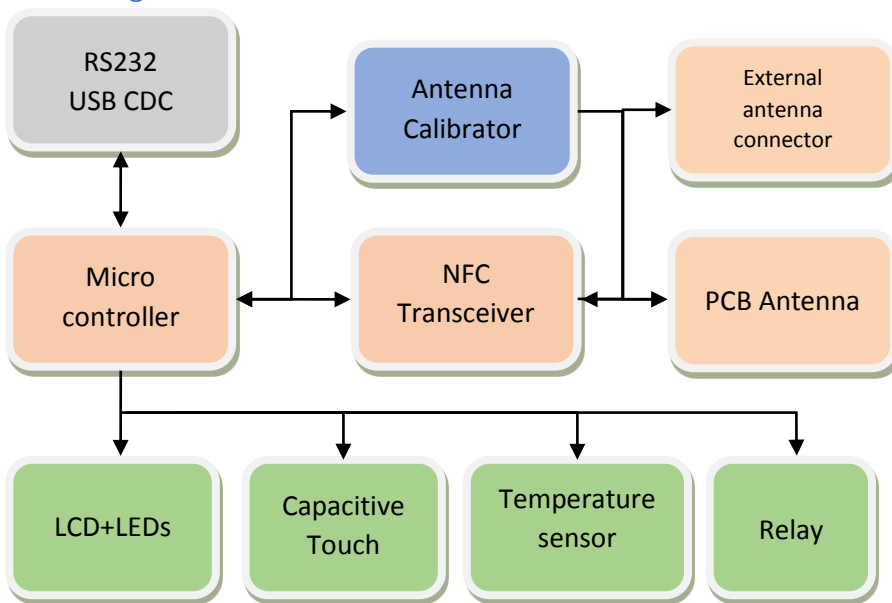 RS232
USB CDC
Antenna
Calibrator
External
antenna
connector
Micro
controller
NFC
Transceiver
PCB Antenna
LCD+LEDs
Capacitive
Touch
Temperature
sensor
Relay